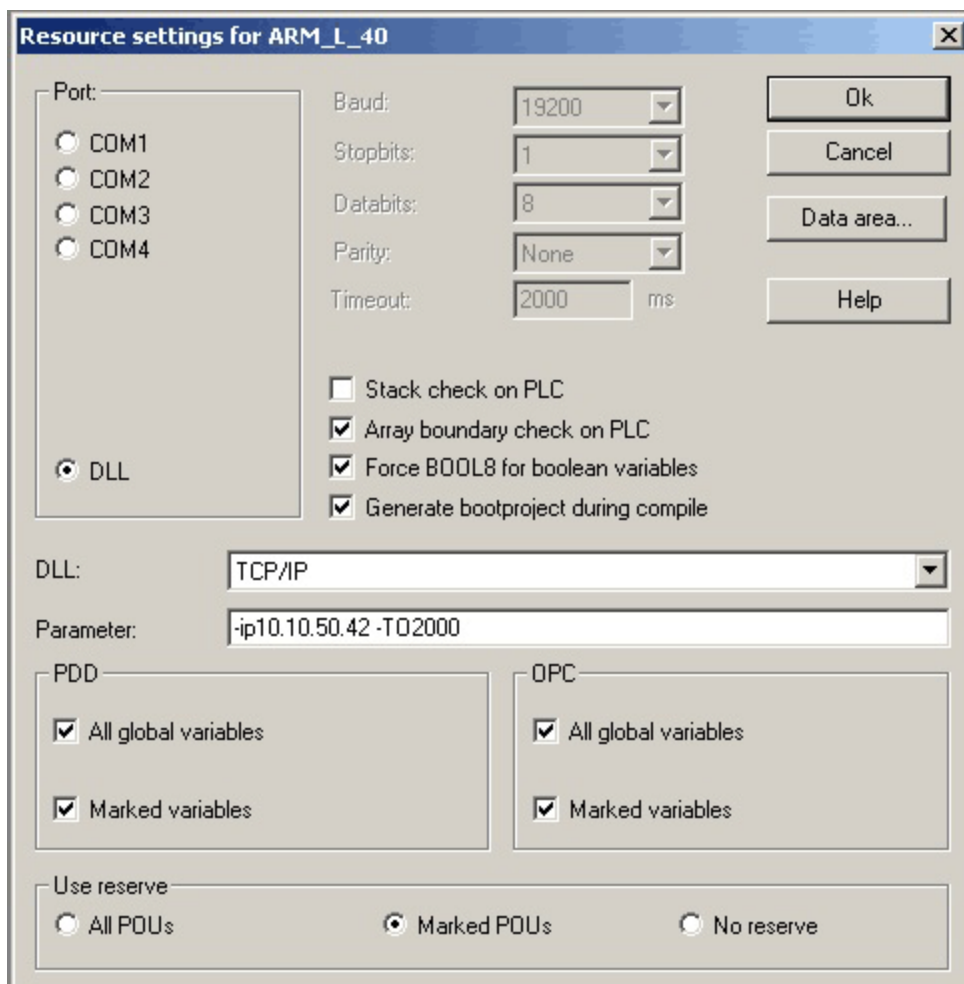 Resource settings for ARM_L_40
Port:
COM1
COM2
COM3
COM4
DLL
Baud: 19200
Stopbits: 1
Databits: 8
Parity: None
Timeout: 2000 ms
Ok
Cancel
Data area...
Help
Stack check on PLC
Array boundary check on PLC
Force BOOL8 for boolean variables
Generate bootproject during compile
DLL: TCP/IP
Parameter: -ip10.10.50.42 -TO2000
PDD
All global variables
Marked variables
OPC
All global variables
Marked variables
Use reserve
All POUs Marked POUs No reserve